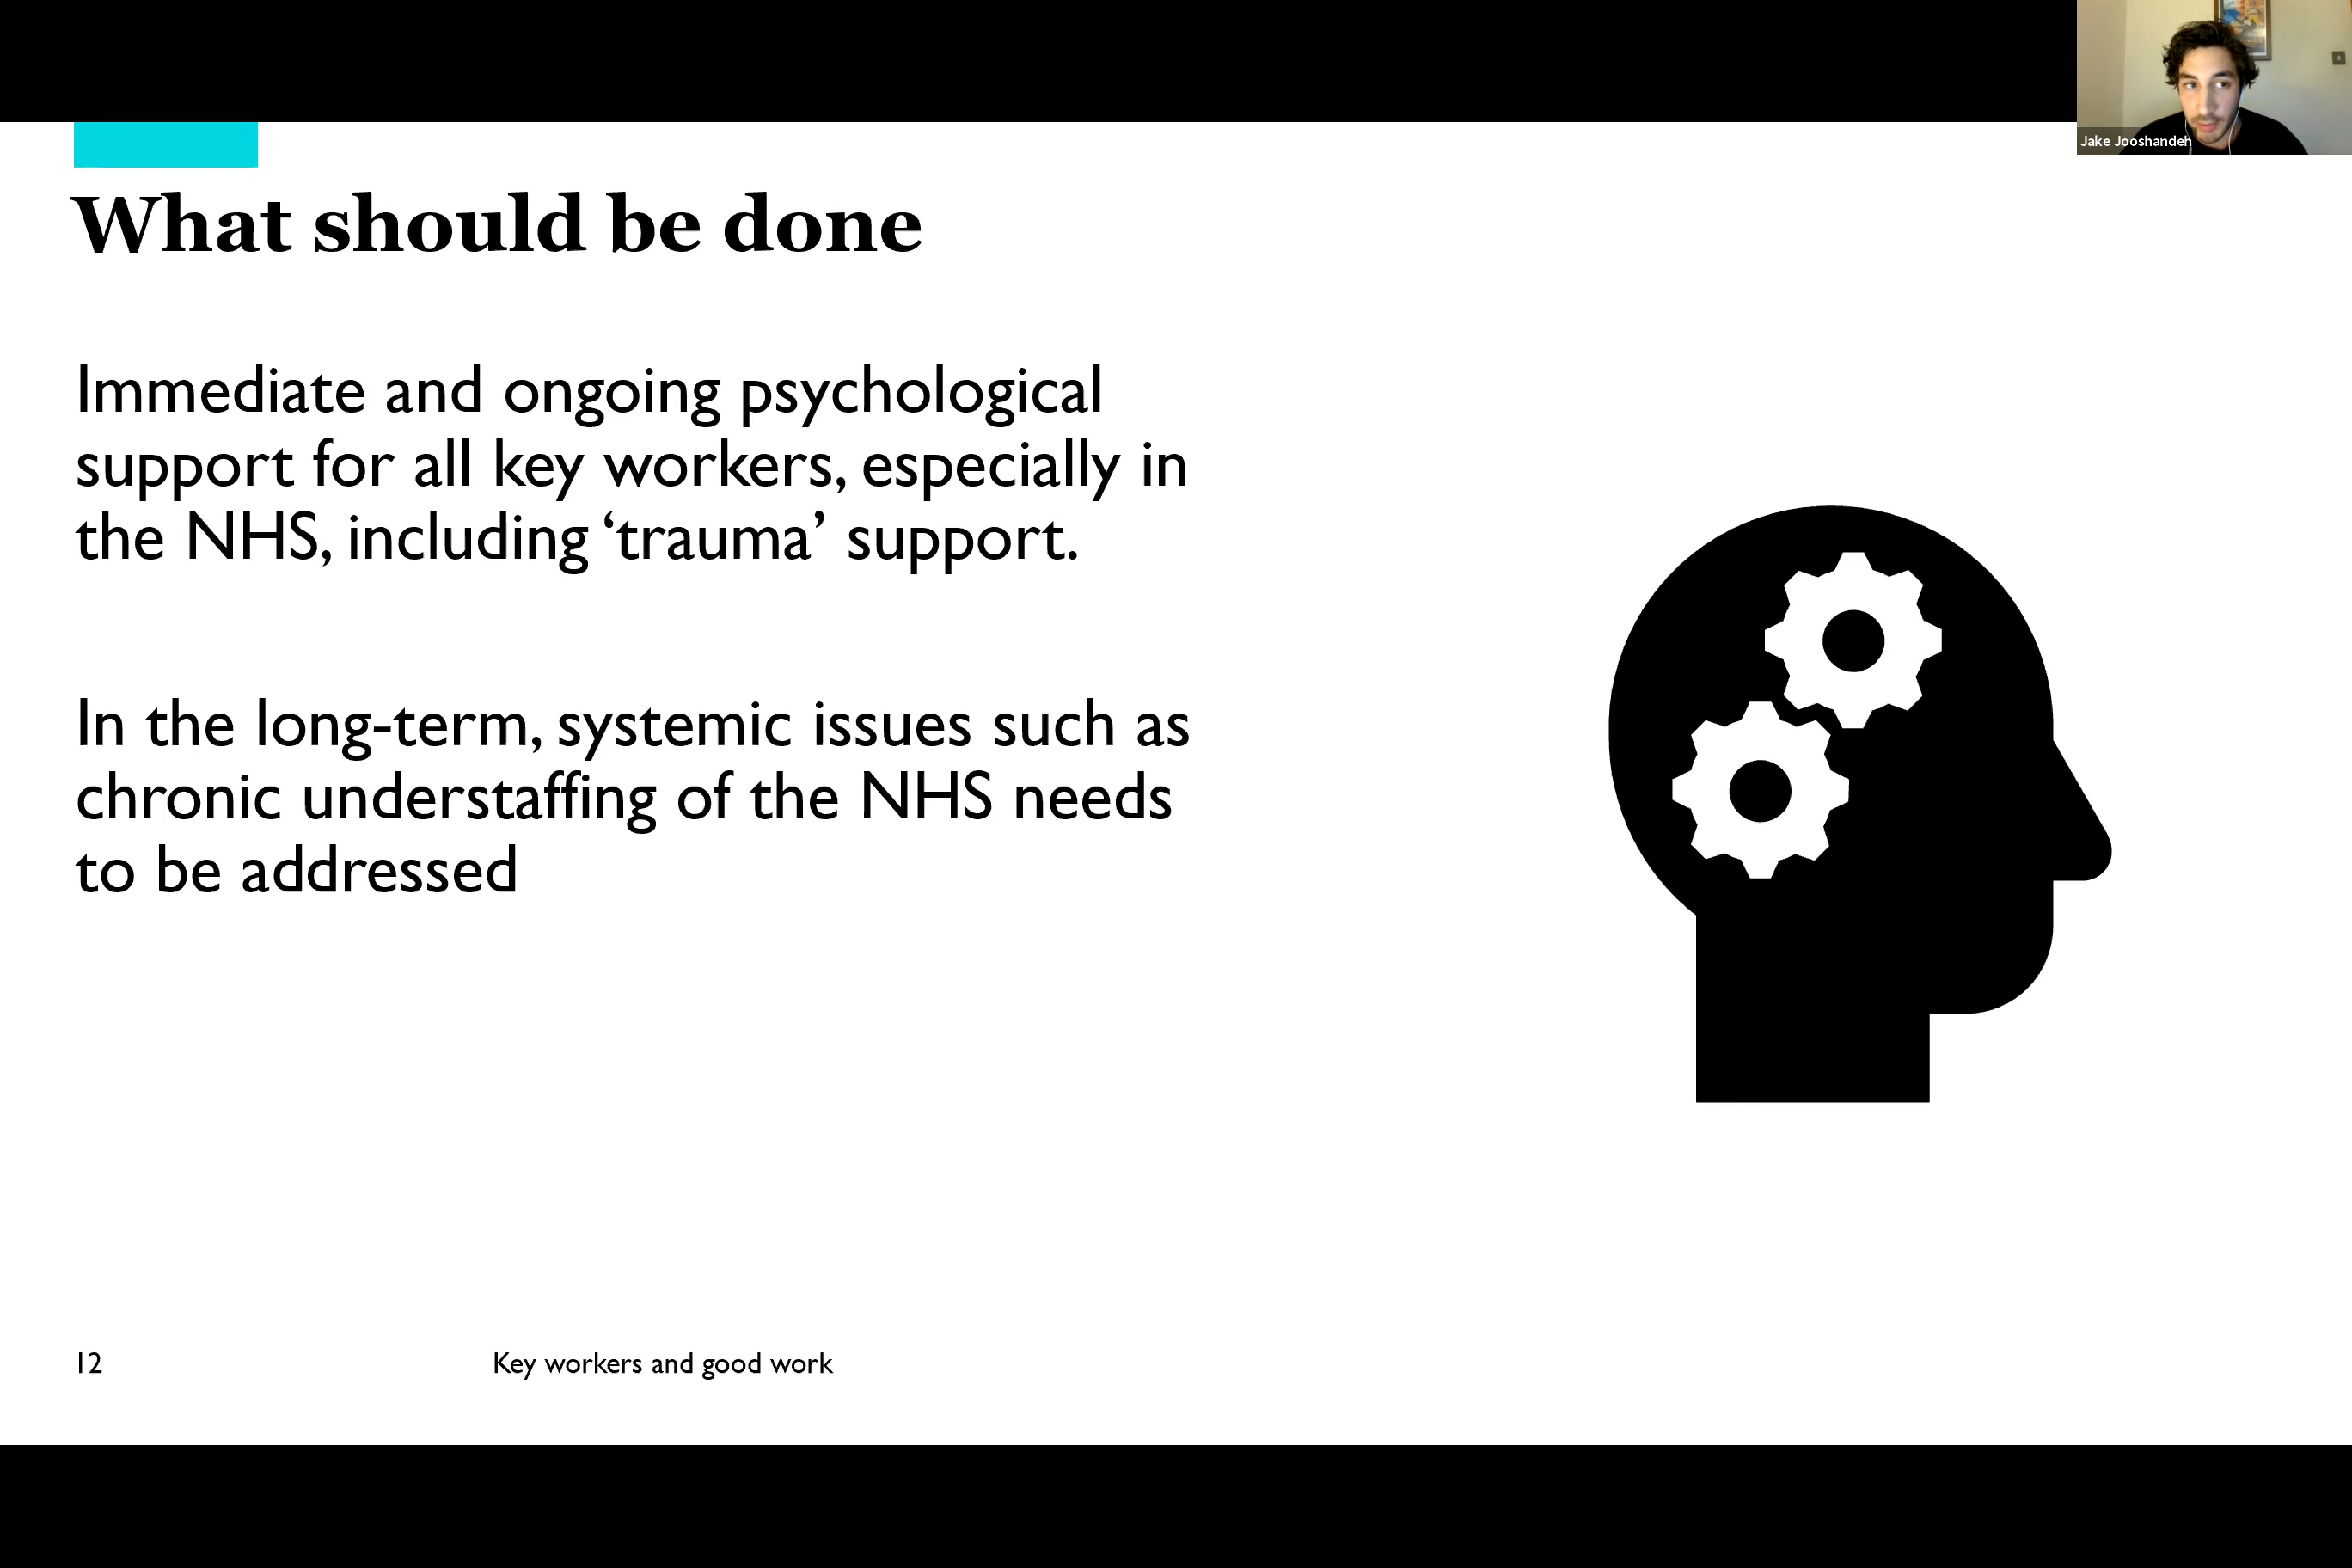 Jake Jooshandeh
What should be done
Immediate and ongoing psychological
support for all key workers, especially in
the NHS, including ‘trauma’ support.
In the long-term, systemic issues such as
chronic understaffing of the NHS needs
to be addressed
12
Key workers and good work